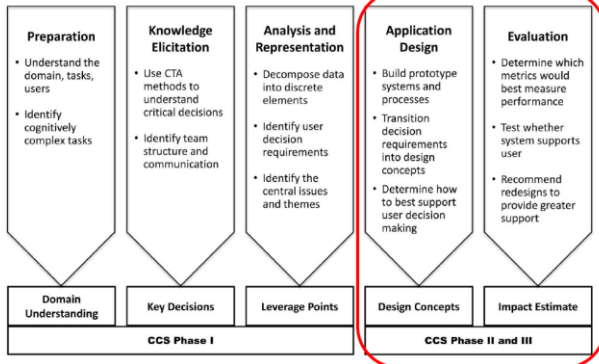 Preparation
• Understand the
domain, tasks,
users
• Identify
cognitively
complex tasks
Domain
Understanding
Knowledge
Elicitation
• Use CTA
methods to
understand
critical decisions
• Identify team
structure and
communication
Key Decisions
Analysis and
Representation
• Decompose data
into discrete
elements
• Identify user
decision
requirements
• Identify the
central issues
and themes
Leverage Points
CCS Phase I
Application
Design
• Build prototype
systems and
processes
• Transition
decision
requirements
into design
concepts
• Determine how
to best support
user decision
making
Design Concepts
Evaluation
• Determine which
metrics would
best measure
performance
• Test whether
system supports
user
• Recommend
redesigns to
provide greater
support
Impact Estimate
CCS Phase II and III